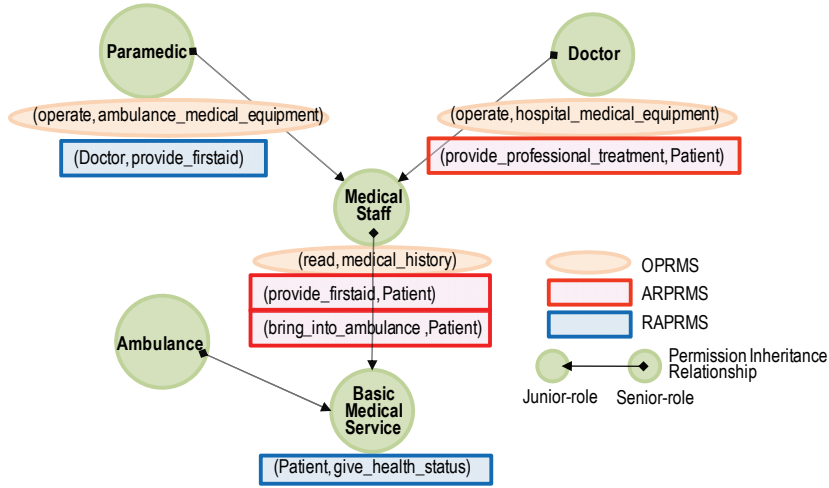 Paramedic
Doctor
(operate, ambulance_medical_equipment)
(operate, hospital_medical_equipment)
(Doctor, provide_firstaid)
(provide_professional_treatment, Patient)
Medical
Staff
(read, medical_history)
(provide_firstaid, Patient)
(bring_into_ambulance ,Patient)
OPRMS
ARPRMS
RAPRMS
Ambulance
Permission Inheritance
Relationship
Junior-role
Senior-role
Basic
Medical
Service
(Patient, give_health_status)